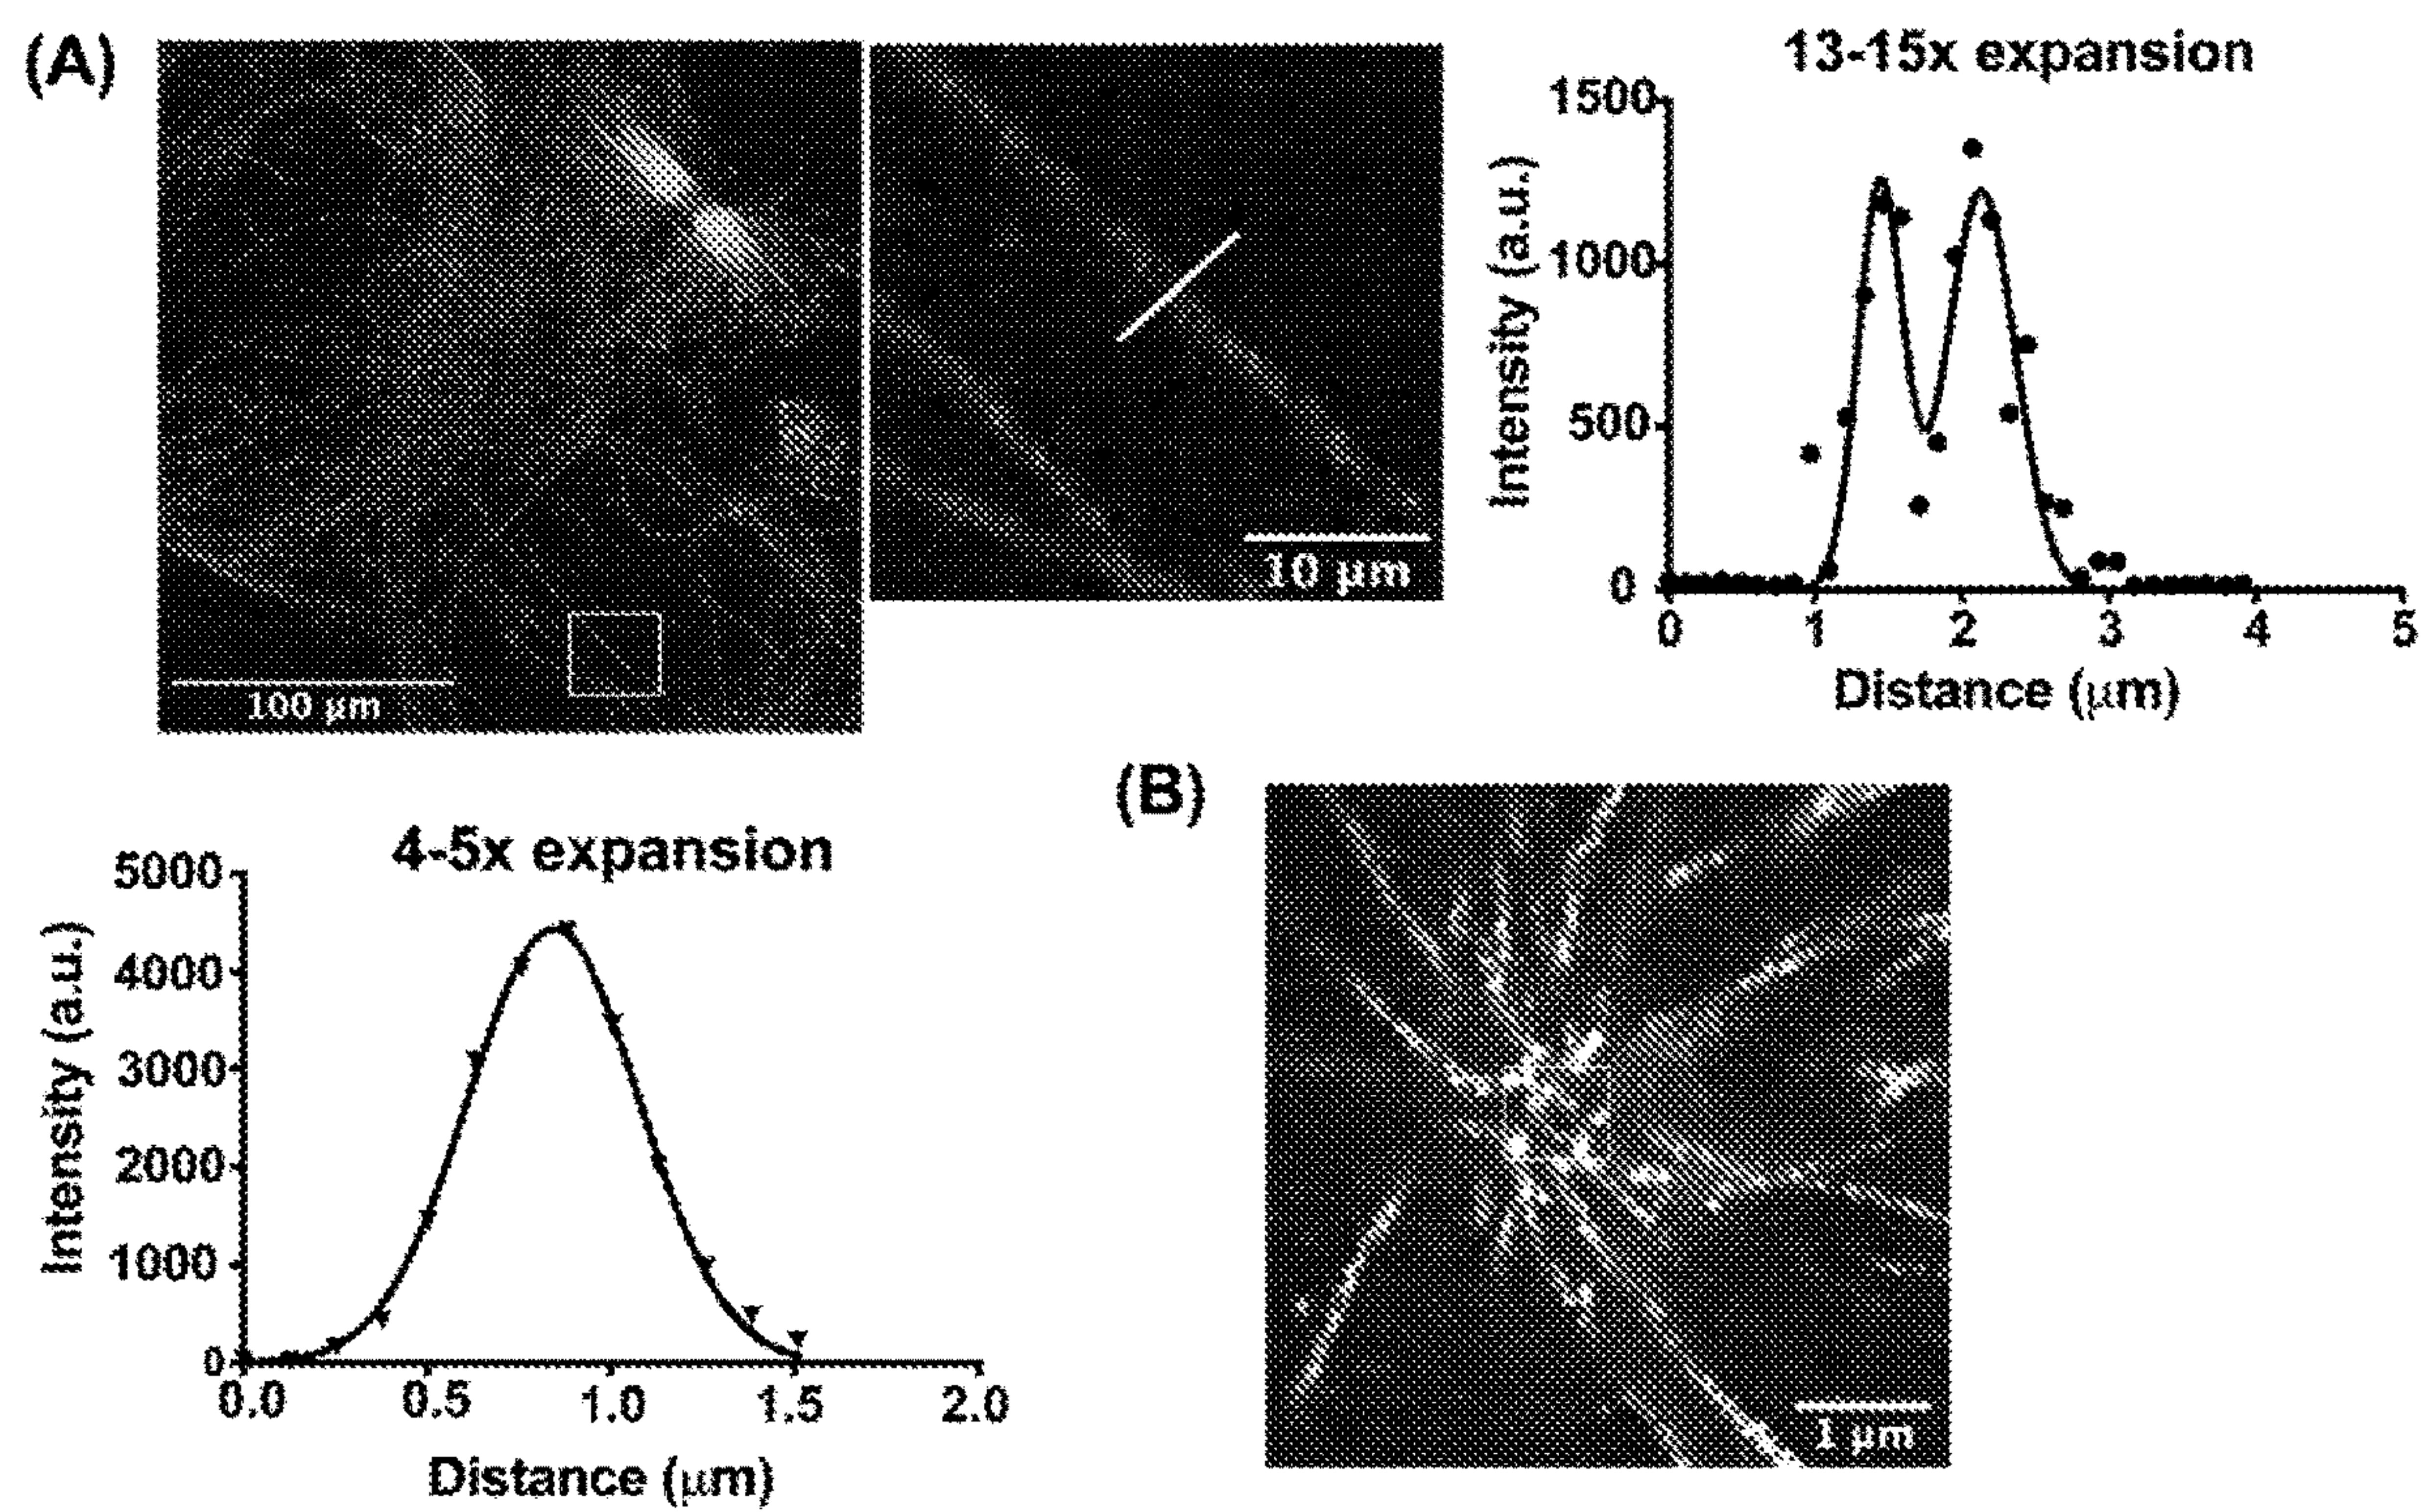 (A)
100 µm
10 µm
13-15x expansion
Intensity (a.u.)
1500
1000
500
0
0 1 2 3 4 5
Distance (µm)
4-5x expansion
Intensity (a.u.)
5000
4000
3000
2000
1000
0
0.0 0.5 1.0 1.5 2.0
Distance (µm)
(B)
1 µm